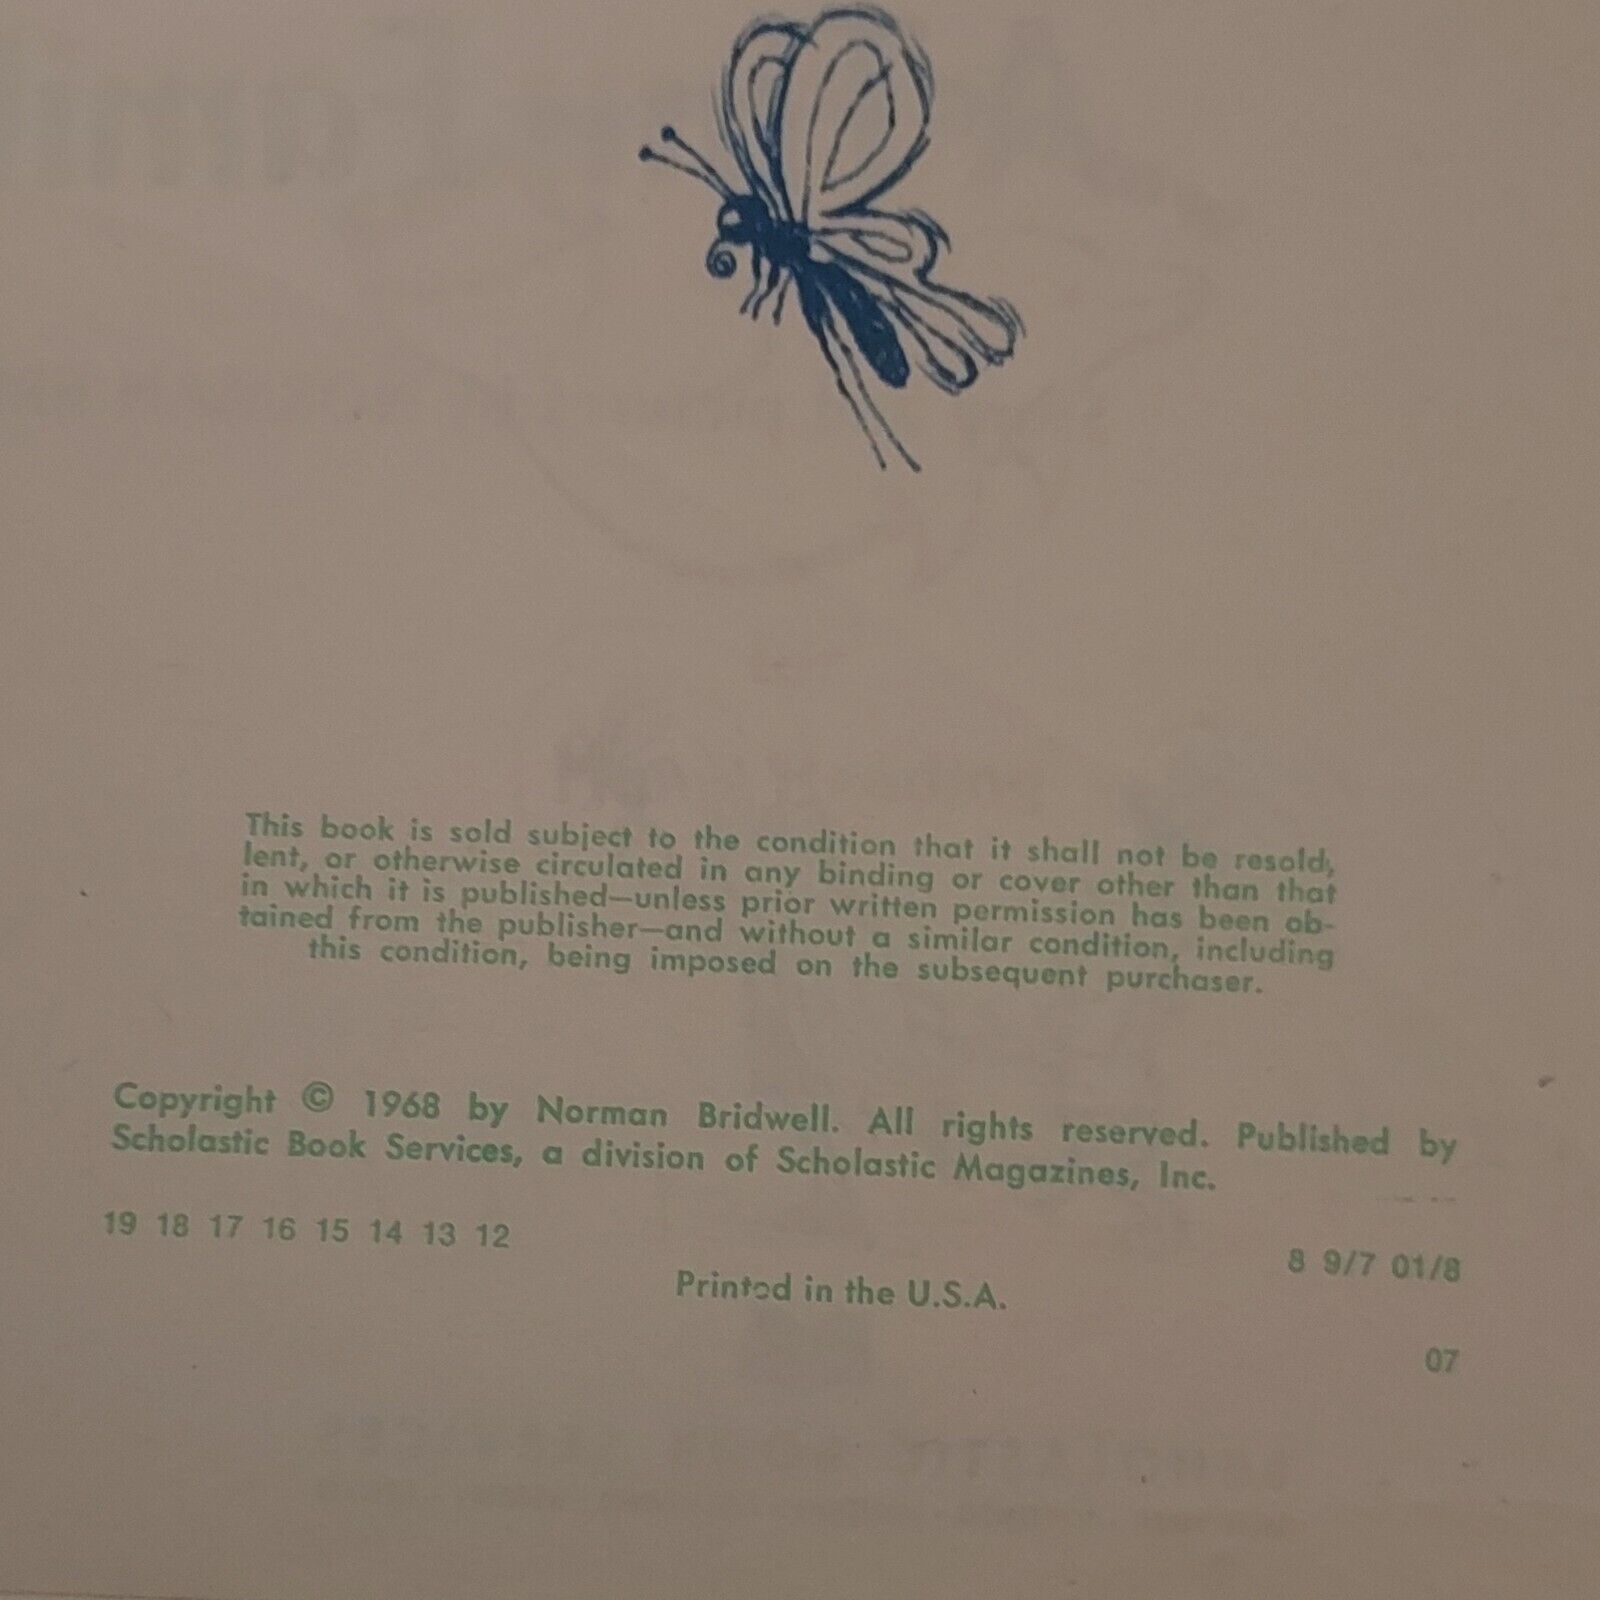 This book is sold subject to the condition that it shall not be resold,
lent, or otherwise circulated in any binding or cover other than that
in which it is published—unless prior written permission has been ob-
tained from the publisher—and without a similar condition, including
this condition, being imposed on the subsequent purchaser.
Copyright © 1968 by Norman Bridwell. All rights reserved. Published by
Scholastic Book Services, a division of Scholastic Magazines, Inc.
19 18 17 16 15 14 13 12
8 9/7 01/8
Printed in the U.S.A.
07